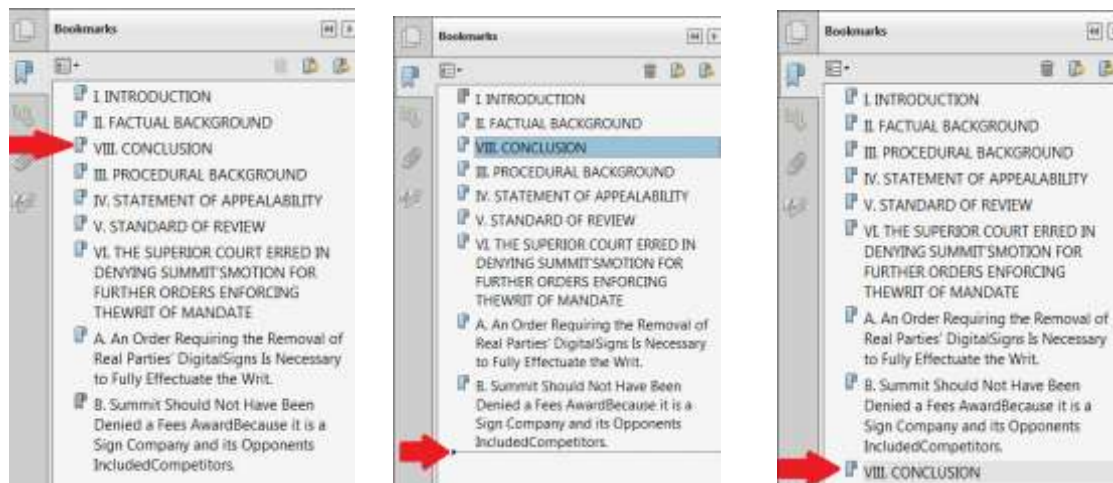 Bookmarks
I. INTRODUCTION
II. FACTUAL BACKGROUND
VIII. CONCLUSION
III. PROCEDURAL BACKGROUND
IV. STATEMENT OF APPEALABILITY
V. STANDARD OF REVIEW
VI. THE SUPERIOR COURT ERRED IN
DENYING SUMMIT'SMOTION FOR
FURTHER ORDERS ENFORCING
THEWRIT OF MANDATE
A. An Order Requiring the Removal of
Real Parties' DigitalSigns Is Necessary
to Fully Effectuate the Writ.
B. Summit Should Not Have Been
Denied a Fees AwardBecause it is a
Sign Company and its Opponents
IncludedCompetitors.
Bookmarks
I. INTRODUCTION
II. FACTUAL BACKGROUND
VIII. CONCLUSION
III. PROCEDURAL BACKGROUND
IV. STATEMENT OF APPEALABILITY
V. STANDARD OF REVIEW
VI. THE SUPERIOR COURT ERRED IN
DENYING SUMMIT'SMOTION FOR
FURTHER ORDERS ENFORCING
THEWRIT OF MANDATE
A. An Order Requiring the Removal of
Real Parties' DigitalSigns Is Necessary
to Fully Effectuate the Writ.
B. Summit Should Not Have Been
Denied a Fees AwardBecause it is a
Sign Company and its Opponents
IncludedCompetitors.
Bookmarks
I. INTRODUCTION
II. FACTUAL BACKGROUND
III. PROCEDURAL BACKGROUND
IV. STATEMENT OF APPEALABILITY
V. STANDARD OF REVIEW
VI. THE SUPERIOR COURT ERRED IN
DENYING SUMMIT'SMOTION FOR
FURTHER ORDERS ENFORCING
THEWRIT OF MANDATE
A. An Order Requiring the Removal of
Real Parties' DigitalSigns Is Necessary
to Fully Effectuate the Writ.
B. Summit Should Not Have Been
Denied a Fees AwardBecause it is a
Sign Company and its Opponents
IncludedCompetitors.
VIII. CONCLUSION